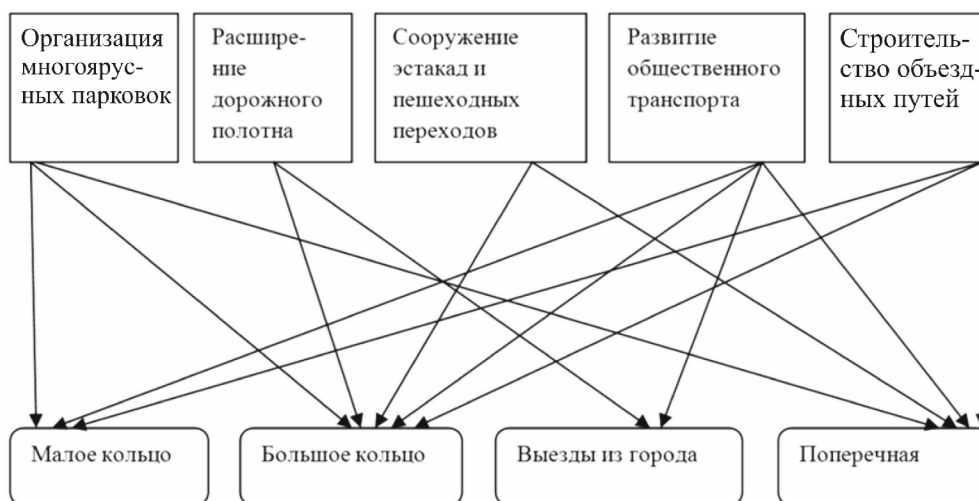 Организация
многоярус-
ных парковок
Расшире-
ние
дорожного
полотна
Сооружение
эстакад и
пешеходных
переходов
Развитие
общественного
транспорта
Строитель-
ство объезд-
ных путей
Малое кольцо
Большое кольцо
Выезды из города
Поперечная